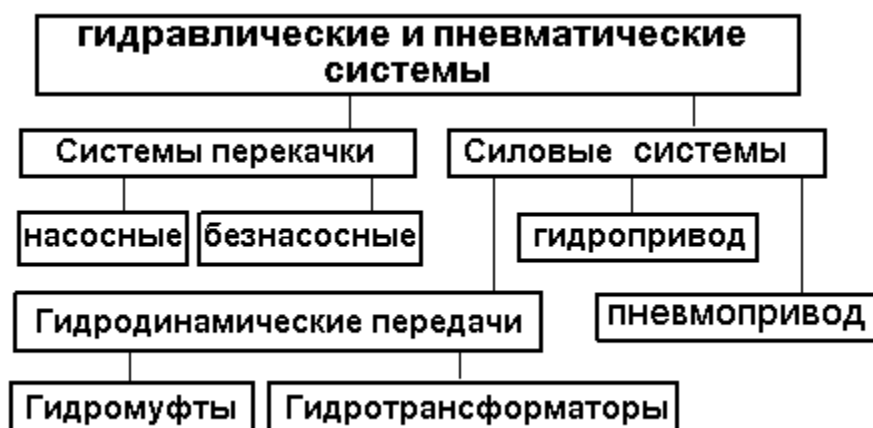 гидравлические и пневматические
системы
Системы перекачки
Силовые системы
насосные
безнасосные
гидропривод
Гидродинамические передачи
пневмопривод
Гидромуфты
Гидротрансформаторы